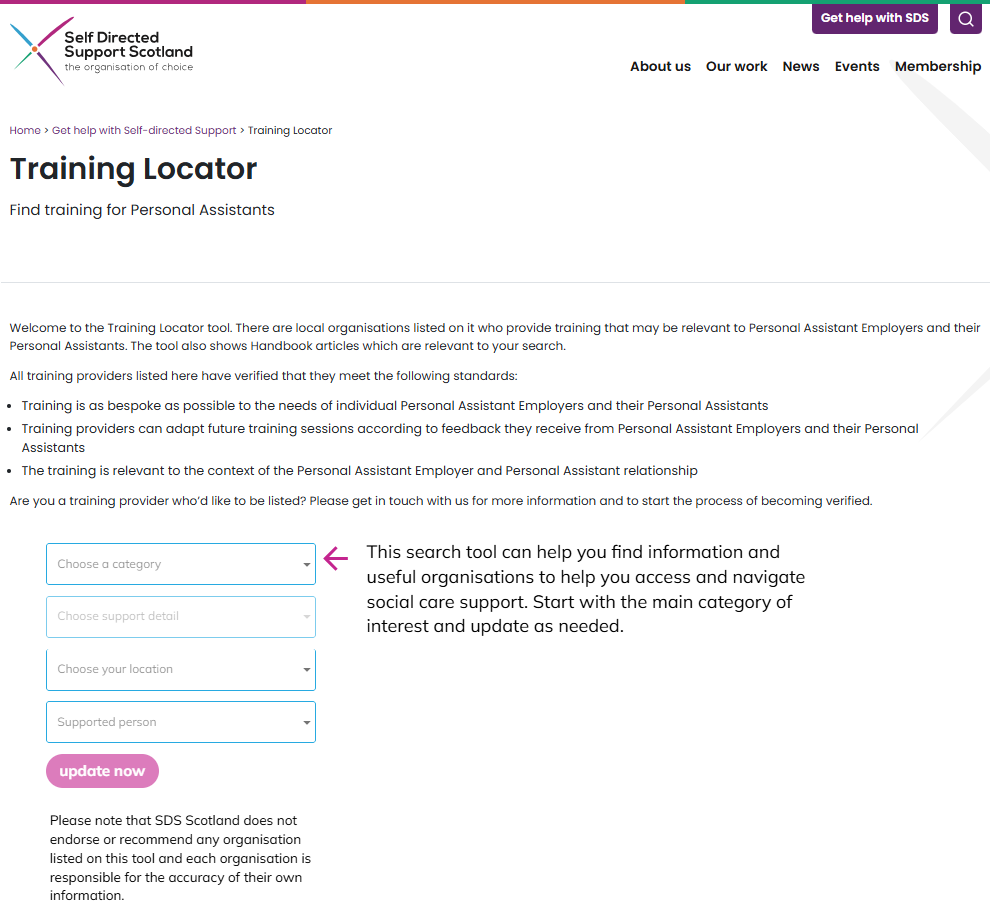 Get help with SDS
Self Directed
Support Scotland
the organisation of choice
About us Our work News Events Membership
Home > Get help with Self-directed Support > Training Locator
Training Locator
Find training for Personal Assistants
Welcome to the Training Locator tool. There are local organisations listed on it who provide training that may be relevant to Personal Assistant Employers and their
Personal Assistants. The tool also shows Handbook articles which are relevant to your search.
All training providers listed here have verified that they meet the following standards:
• Training is as bespoke as possible to the needs of individual Personal Assistant Employers and their Personal Assistants
• Training providers can adapt future training sessions according to feedback they receive from Personal Assistant Employers and their Personal
Assistants
• The training is relevant to the context of the Personal Assistant Employer and Personal Assistant relationship
Are you a training provider who'd like to be listed? Please get in touch with us for more information and to start the process of becoming verified.
Choose a category
Choose support detail
Choose your location
Supported person
update now
This search tool can help you find information and
useful organisations to help you access and navigate
social care support. Start with the main category of
interest and update as needed.
Please note that SDS Scotland does not
endorse or recommend any organisation
listed on this tool and each organisation is
responsible for the accuracy of their own
information.